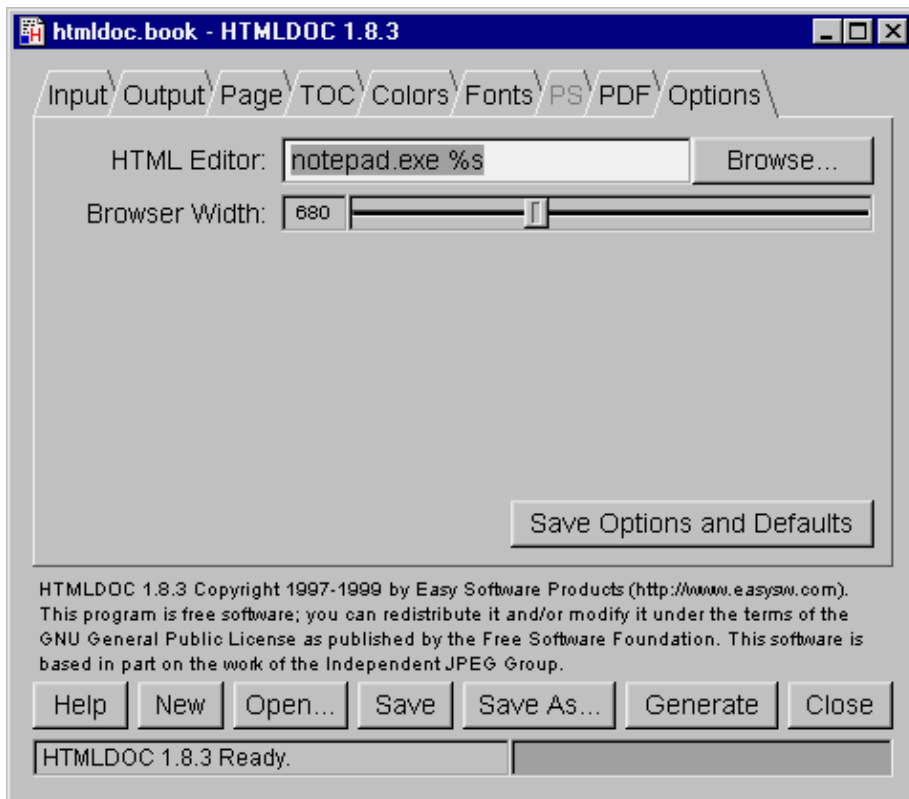 htmldoc.book - HTMLDOC 1.8.3
Input Output Page TOC Colors Fonts PS PDF Options
HTML Editor: notepad.exe %s Browse...
Browser Width: 680
Save Options and Defaults
HTMLDOC 1.8.3 Copyright 1997-1999 by Easy Software Products (http://www.easysw.com).
This program is free software; you can redistribute it and/or modify it under the terms of the
GNU General Public License as published by the Free Software Foundation. This software is
based in part on the work of the Independent JPEG Group.
Help New Open... Save Save As... Generate Close
HTMLDOC 1.8.3 Ready.